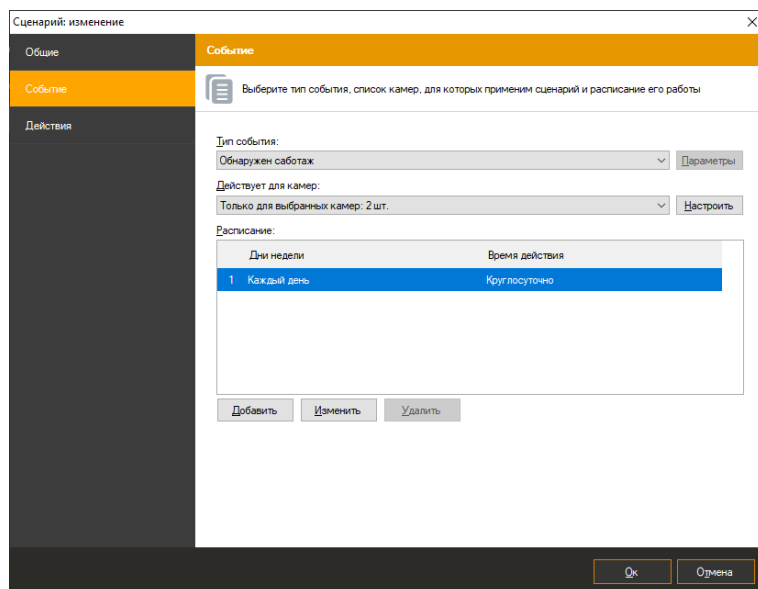 Сценарий: изменение
Общие
Событие
Действия
Событие
Выберите тип события, список камер, для которых применим сценарий и расписание его работы
Тип события:
Обнаружен саботаж
Параметры
Действует для камер:
Только для выбранных камер: 2 шт.
Настроить
Расписание:
Дни недели Время действия
1 Каждый день Круглосуточно
Добавить Изменить Удалить
Ок Отмена